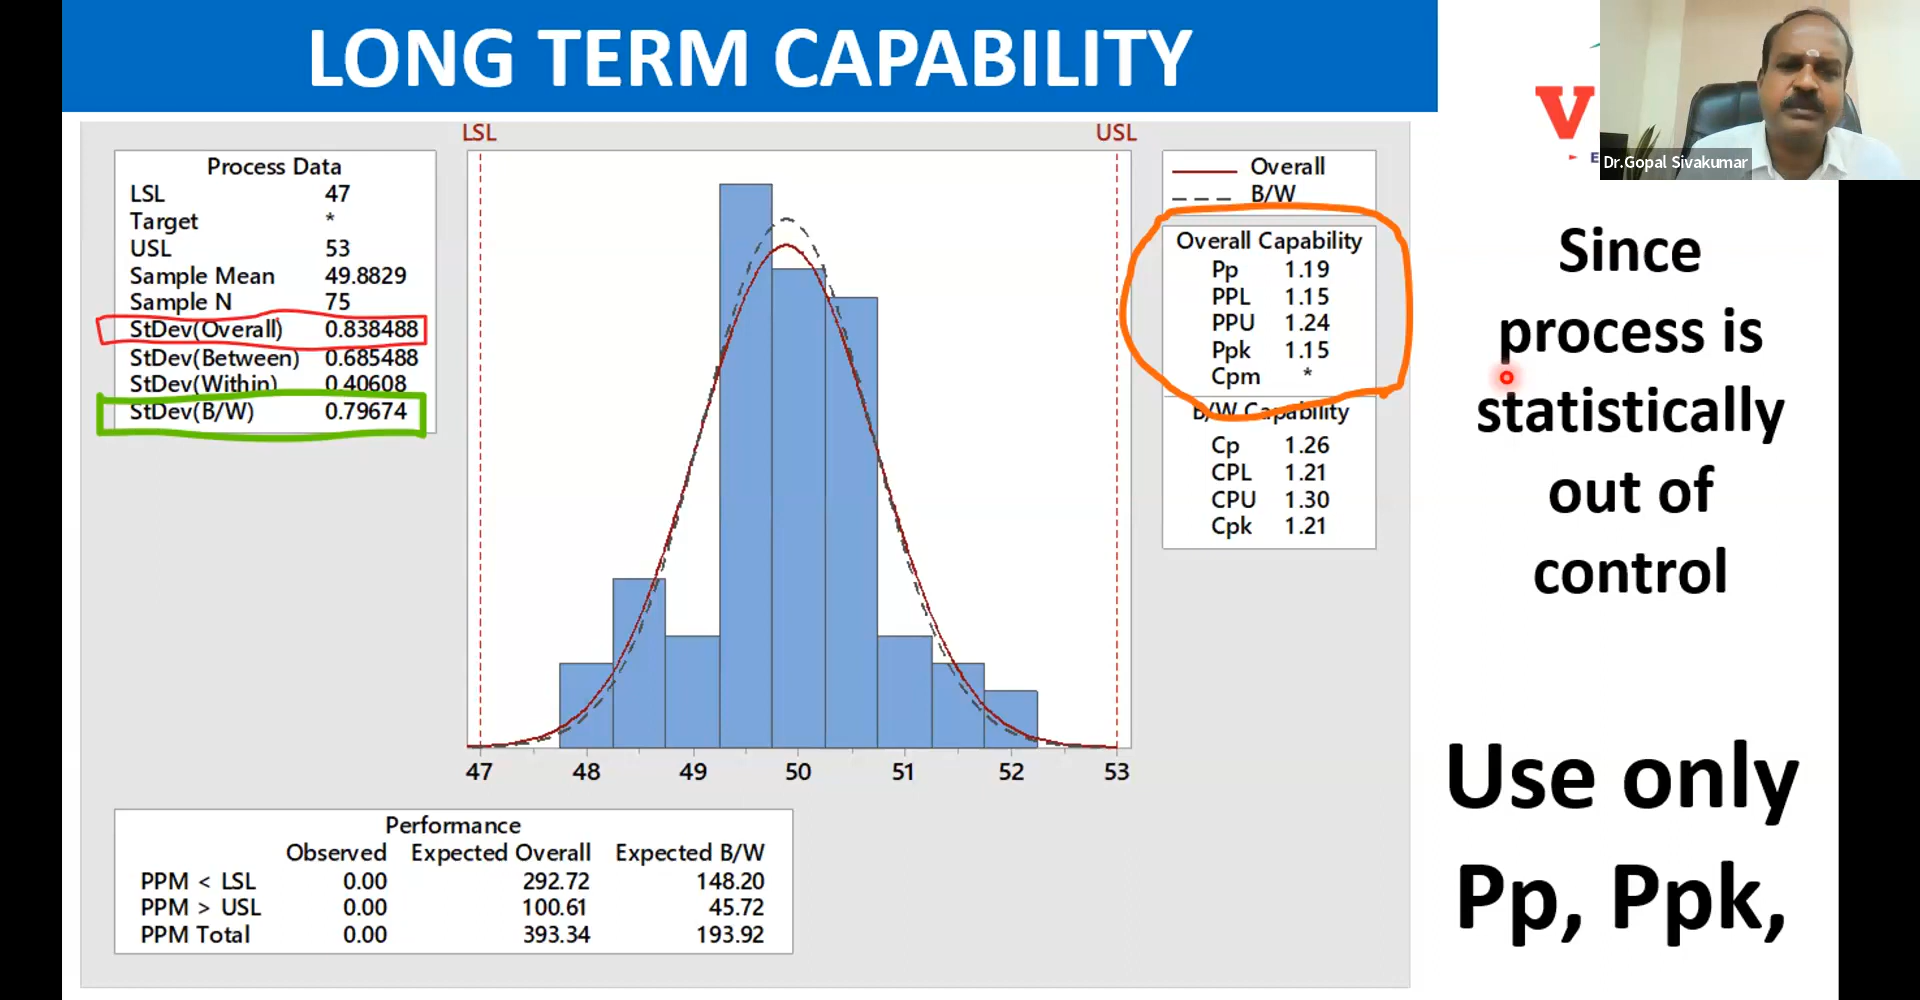 LONG TERM CAPABILITY
V
E
Dr.Gopal Sivakumar
LSL USL
Process Data
LSL 47
Target *
USL 53
Sample Mean 49.8829
Sample N 75
StDev(Overall) 0.838488
StDev(Between) 0.685488
StDev(Within) 0.40608
StDev(B/W) 0.79674
Overall
B/W
Overall Capability
Pp 1.19
PPL 1.15
PPU 1.24
Ppk 1.15
Cpm *
B/W Capability
Cp 1.26
CPL 1.21
CPU 1.30
Cpk 1.21
47 48 49 50 51 52 53
Performance
Observed Expected Overall Expected B/W
PPM < LSL 0.00 292.72 148.20
PPM > USL 0.00 100.61 45.72
PPM Total 0.00 393.34 193.92
Since
process is
statistically
out of
control
Use only
Pp, Ppk,